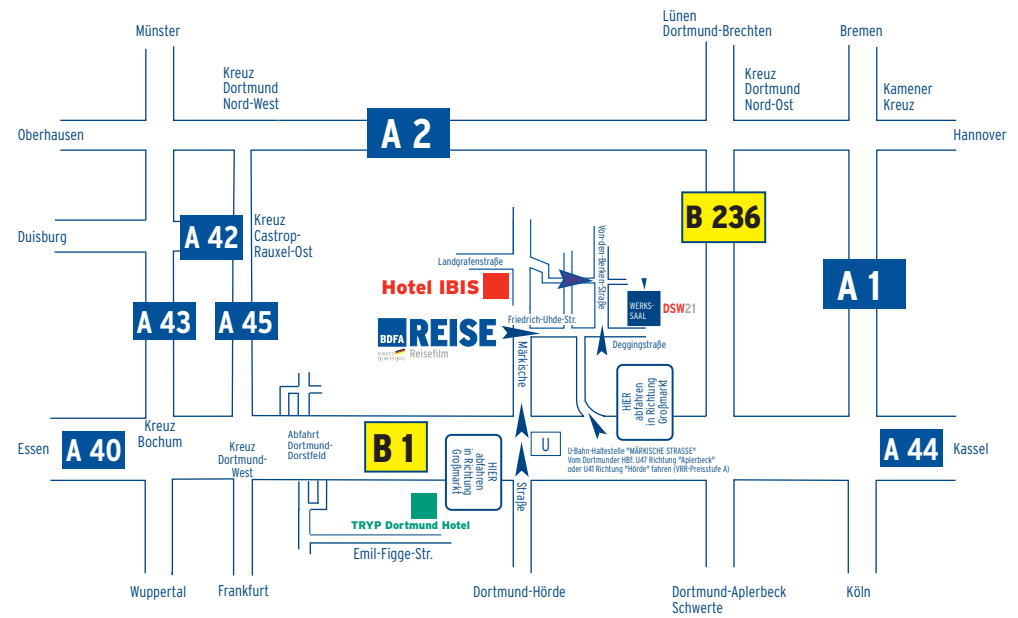 Münster
Lünen
Dortmund-Brechten
Bremen
Kreuz
Dortmund
Nord-West
Kreuz
Dortmund
Nord-Ost
Kamener
Kreuz
Oberhausen
A 2
Hannover
B 236
Duisburg
A 42
Kreuz
Castrop-
Rauxel-Ost
Von-den-Berken-Straße
Landgrafenstraße
Hotel IBIS
A 1
WERKS-
SAAL
DSW21
A 43
A 45
BDFA
REISE
Reisefilm
Friedrich-Uhde-Str.
Märkische
Deggingstraße
HIER
abfahren
in Richtung
Großmarkt
Essen
A 40
Kreuz
Bochum
Kreuz
Dortmund-
West
Abfahrt
Dortmund-
Dorstfeld
B 1
HIER
abfahren
in Richtung
Großmarkt
U
U-Bahn-Haltestelle "MÄRKISCHE STRASSE"
Vom Dortmunder HBf: U47 Richtung "Aplerbeck"
oder U41 Richtung "Hörde" fahren (VRR-Preisstufe A)
A 44
Kassel
Straße
TRYP Dortmund Hotel
Emil-Figge-Str.
Wuppertal
Frankfurt
Dortmund-Hörde
Dortmund-Aplerbeck
Schwerte
Köln